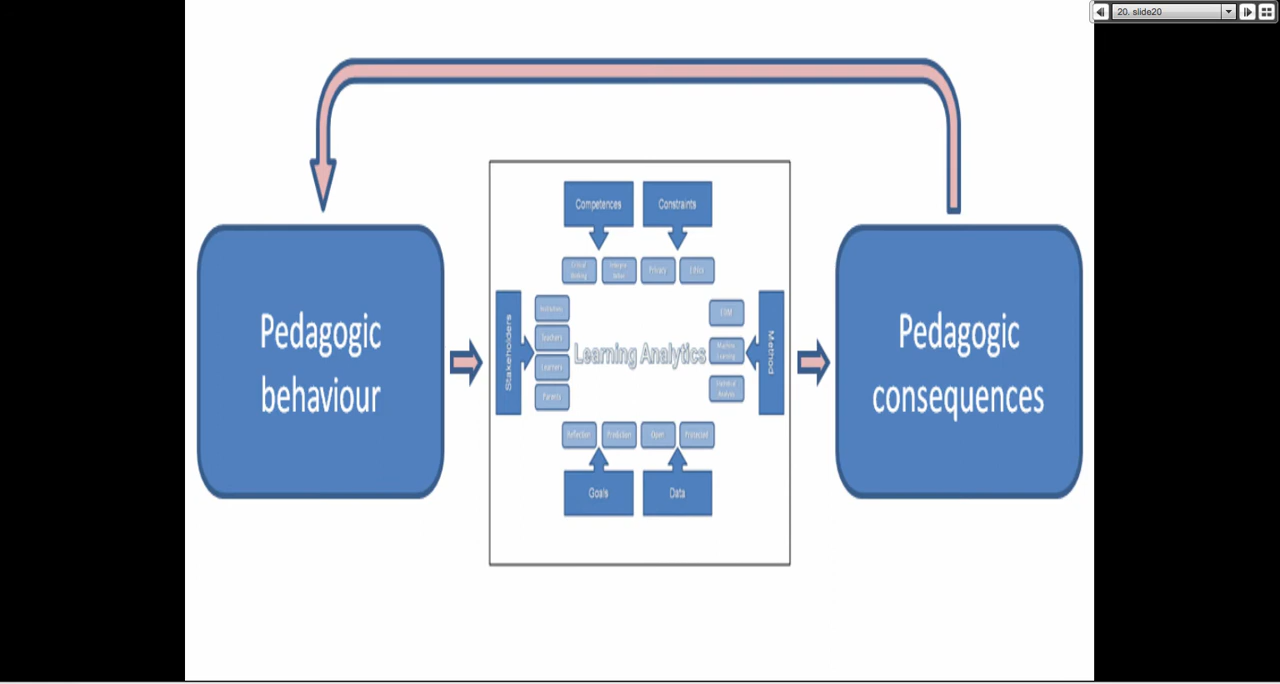 20. slide20
Competences
Constraints
Privacy
Ethics
Stakeholders
Institutions
Teachers
Learners
Parents
Learning Analytics
Machine
Learning
Statistical
Analysis
Method
Pedagogic
behaviour
Pedagogic
consequences
Reflection
Prediction
Open
Protected
Goals
Data